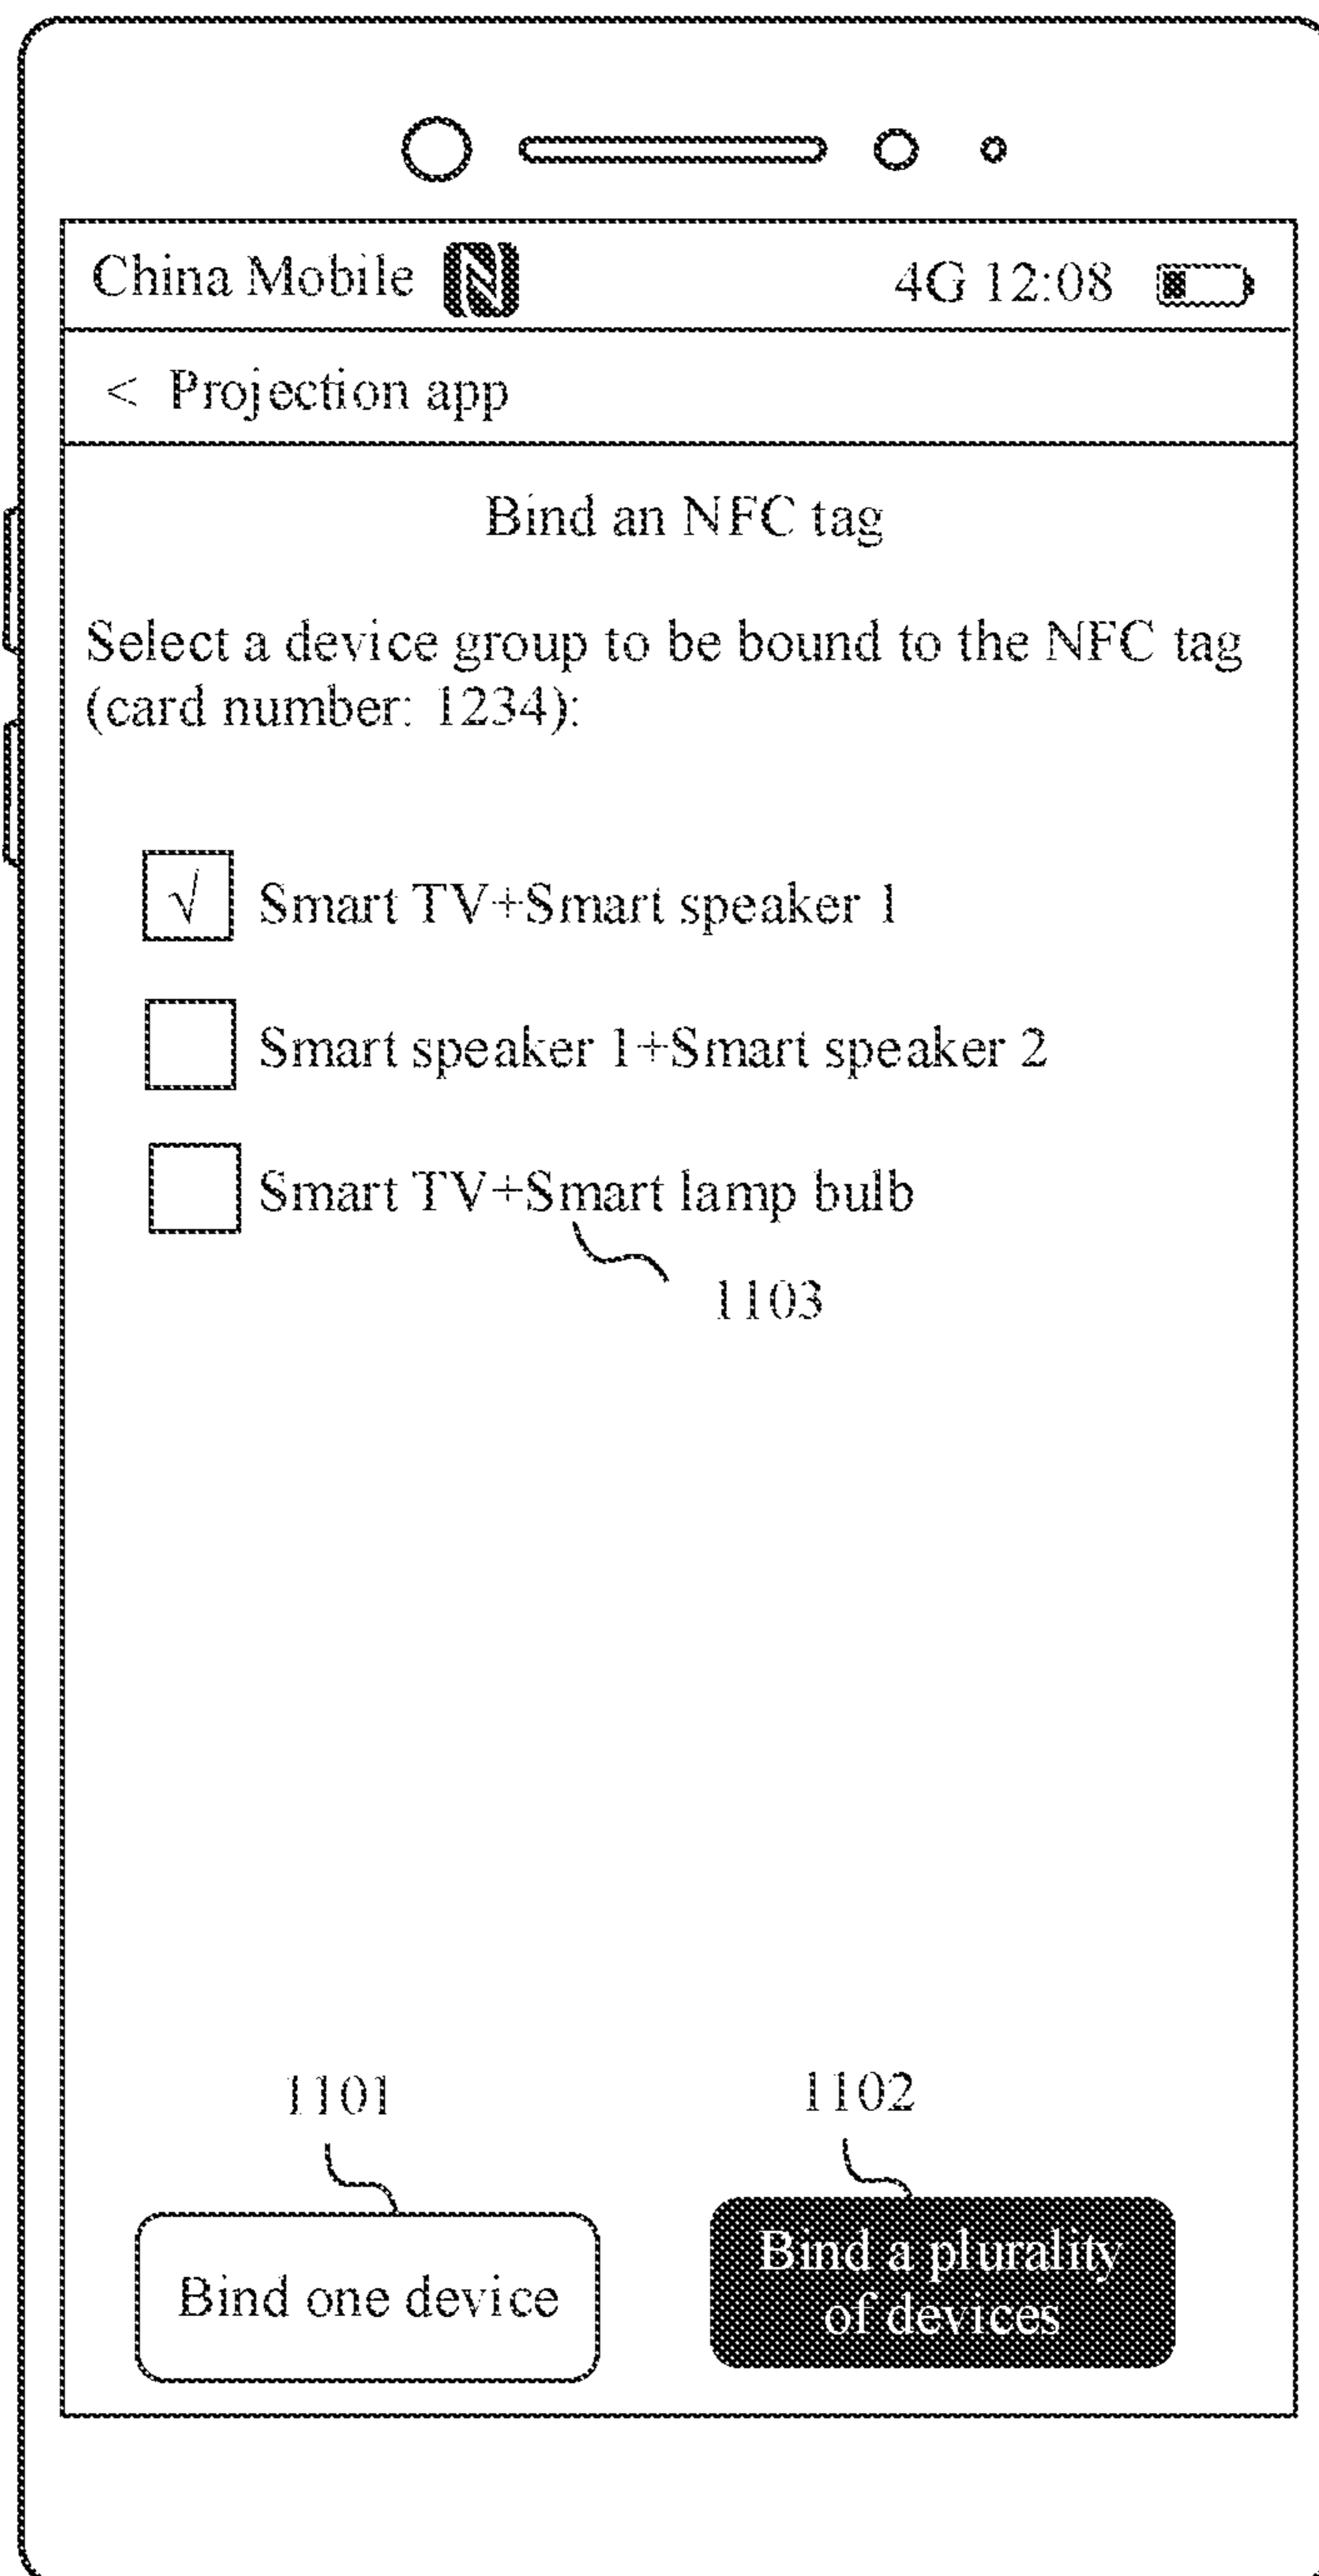 China Mobile N 4G 12:08
< Projection app
Bind an NFC tag
Select a device group to be bound to the NFC tag
(card number: 1234):
√ Smart TV+Smart speaker 1
Smart speaker 1+Smart speaker 2
Smart TV+Smart lamp bulb
1103
1101
1102
Bind one device
Bind a plurality
of devices